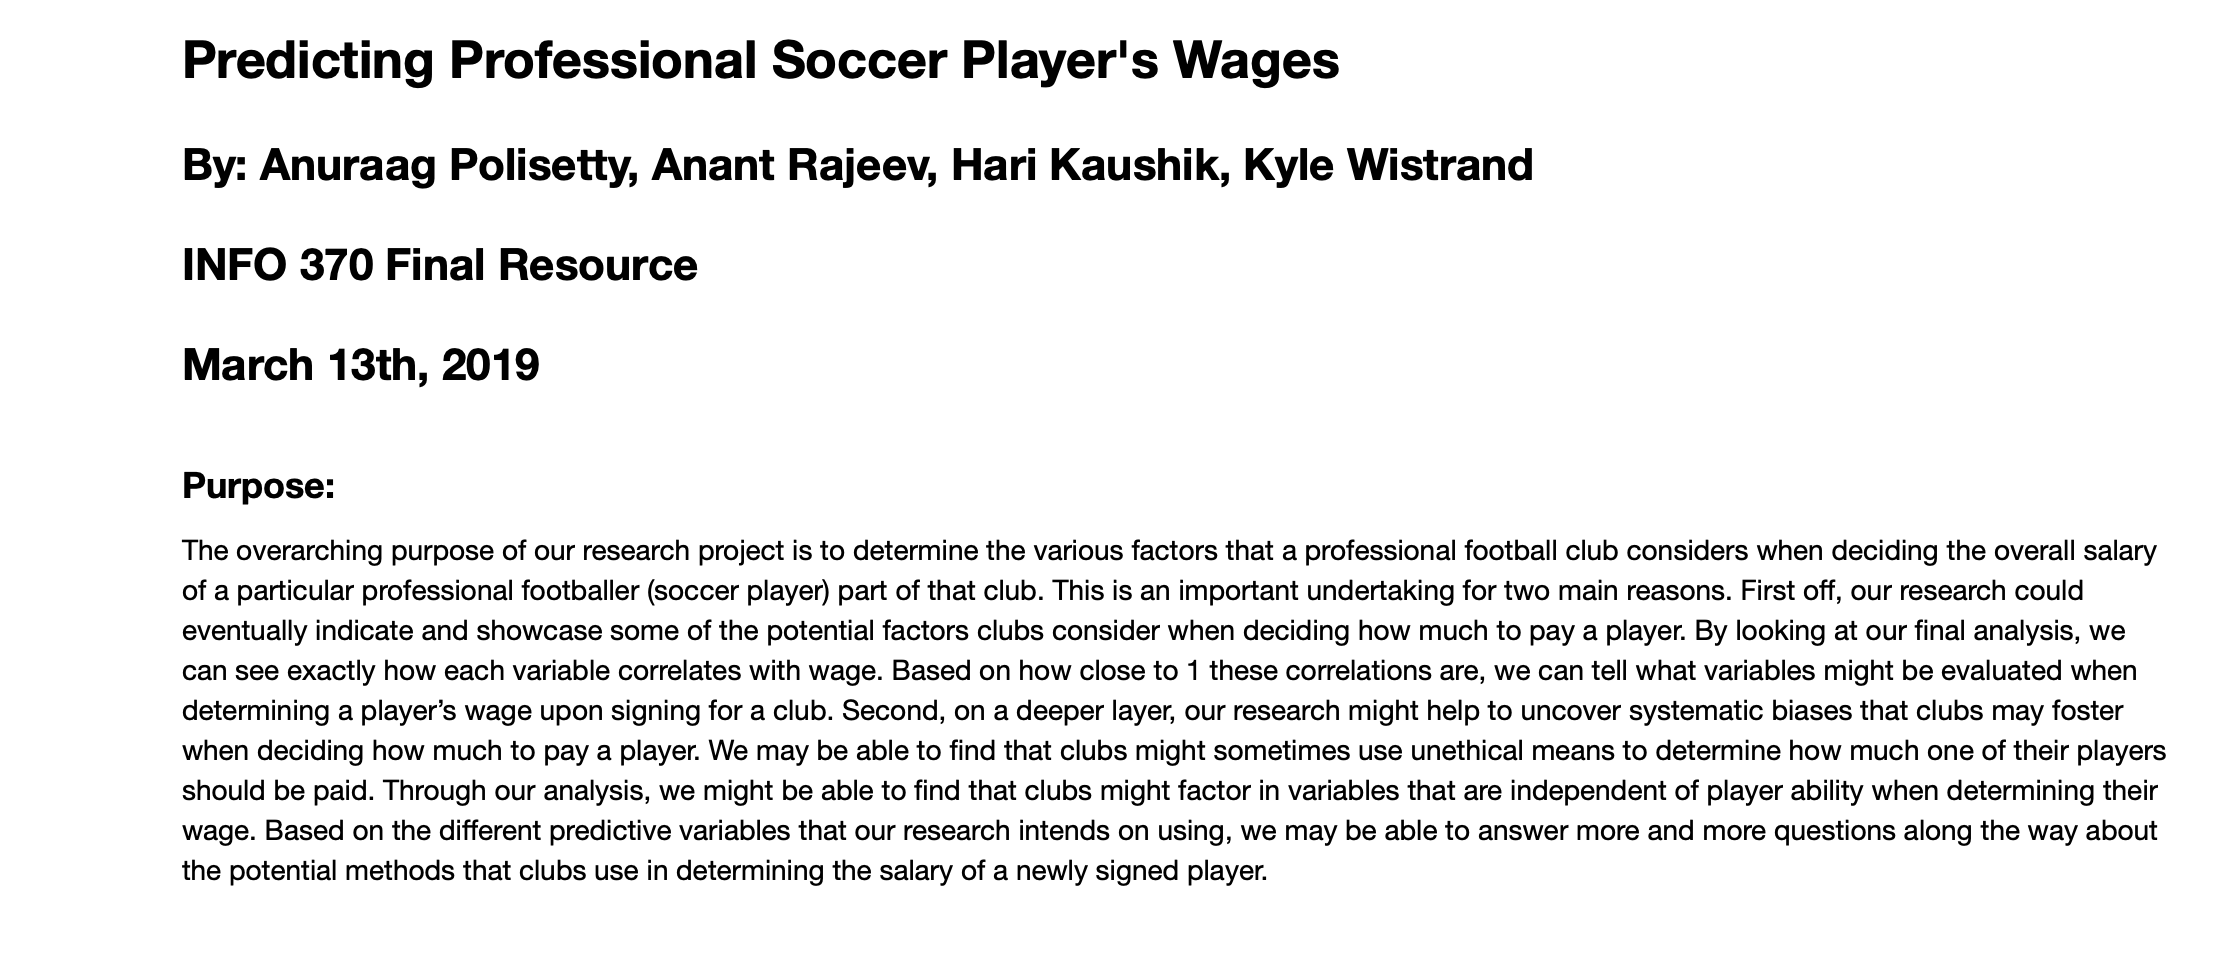 Predicting Professional Soccer Player's Wages
By: Anuraag Polisetty, Anant Rajeev, Hari Kaushik, Kyle Wistrand
INFO 370 Final Resource
March 13th, 2019
Purpose:
The overarching purpose of our research project is to determine the various factors that a professional football club considers when deciding the overall salary
of a particular professional footballer (soccer player) part of that club. This is an important undertaking for two main reasons. First off, our research could
eventually indicate and showcase some of the potential factors clubs consider when deciding how much to pay a player. By looking at our final analysis, we
can see exactly how each variable correlates with wage. Based on how close to 1 these correlations are, we can tell what variables might be evaluated when
determining a player’s wage upon signing for a club. Second, on a deeper layer, our research might help to uncover systematic biases that clubs may foster
when deciding how much to pay a player. We may be able to find that clubs might sometimes use unethical means to determine how much one of their players
should be paid. Through our analysis, we might be able to find that clubs might factor in variables that are independent of player ability when determining their
wage. Based on the different predictive variables that our research intends on using, we may be able to answer more and more questions along the way about
the potential methods that clubs use in determining the salary of a newly signed player.